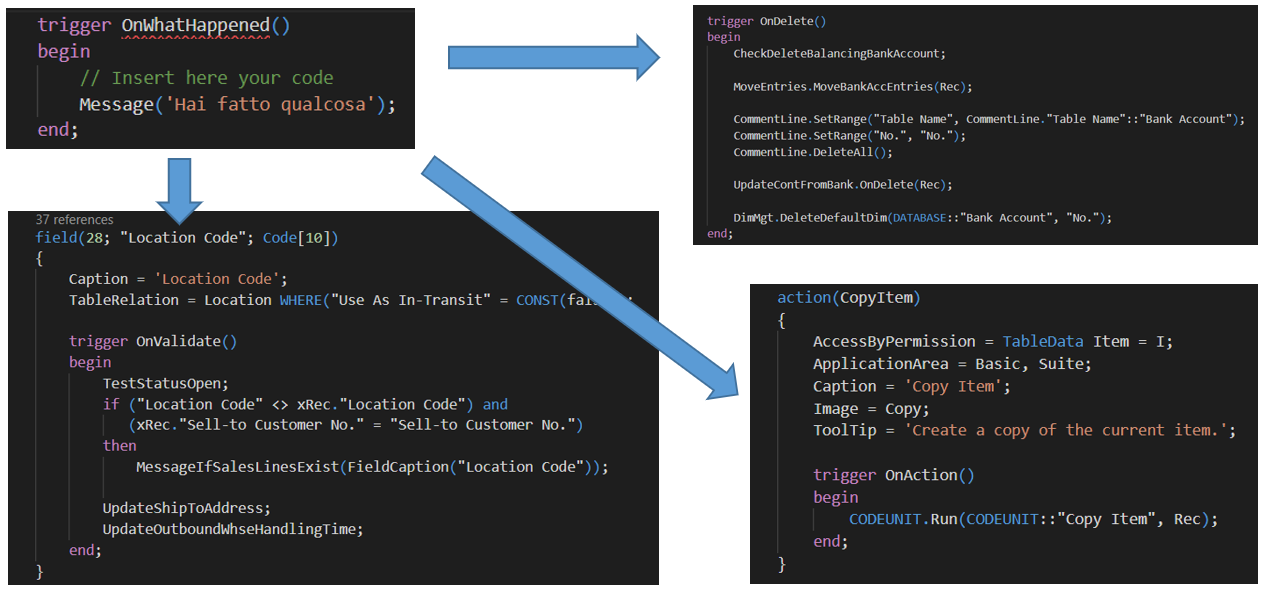 trigger OnWhatHappened()
begin
// Insert here your code
Message('Hai fatto qualcosa');
end;
trigger OnDelete()
begin
CheckDeleteBalancingBankAccount;
MoveEntries.MoveBankAccEntries(Rec);
CommentLine.SetRange("Table Name", CommentLine."Table Name"::"Bank Account");
CommentLine.SetRange("No.", "No.");
CommentLine.DeleteAll();
UpdateContFromBank.OnDelete(Rec);
DimMgt.DeleteDefaultDim(DATABASE::"Bank Account", "No.");
end;
37 references
field(28; "Location Code"; Code[10])
{
Caption = 'Location Code';
TableRelation = Location WHERE("Use As In-Transit" = CONST(fal
trigger OnValidate()
begin
TestStatusOpen;
if ("Location Code" <> xRec."Location Code") and
(xRec."Sell-to Customer No." = "Sell-to Customer No.")
then
MessageIfSalesLinesExist(FieldCaption("Location Code"));
UpdateShipToAddress;
UpdateOutboundWhseHandlingTime;
end;
}
action(CopyItem)
{
AccessByPermission = TableData Item = I;
ApplicationArea = Basic, Suite;
Caption = 'Copy Item';
Image = Copy;
ToolTip = 'Create a copy of the current item.';
trigger OnAction()
begin
CODEUNIT.Run(CODEUNIT::"Copy Item", Rec);
end;
}